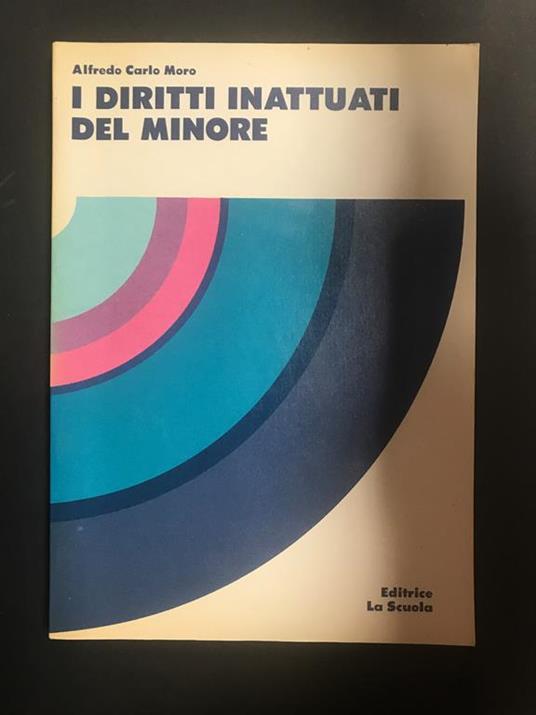 Alfredo Carlo Moro
I DIRITTI INATTUATI
DEL MINORE
Editrice
La Scuola